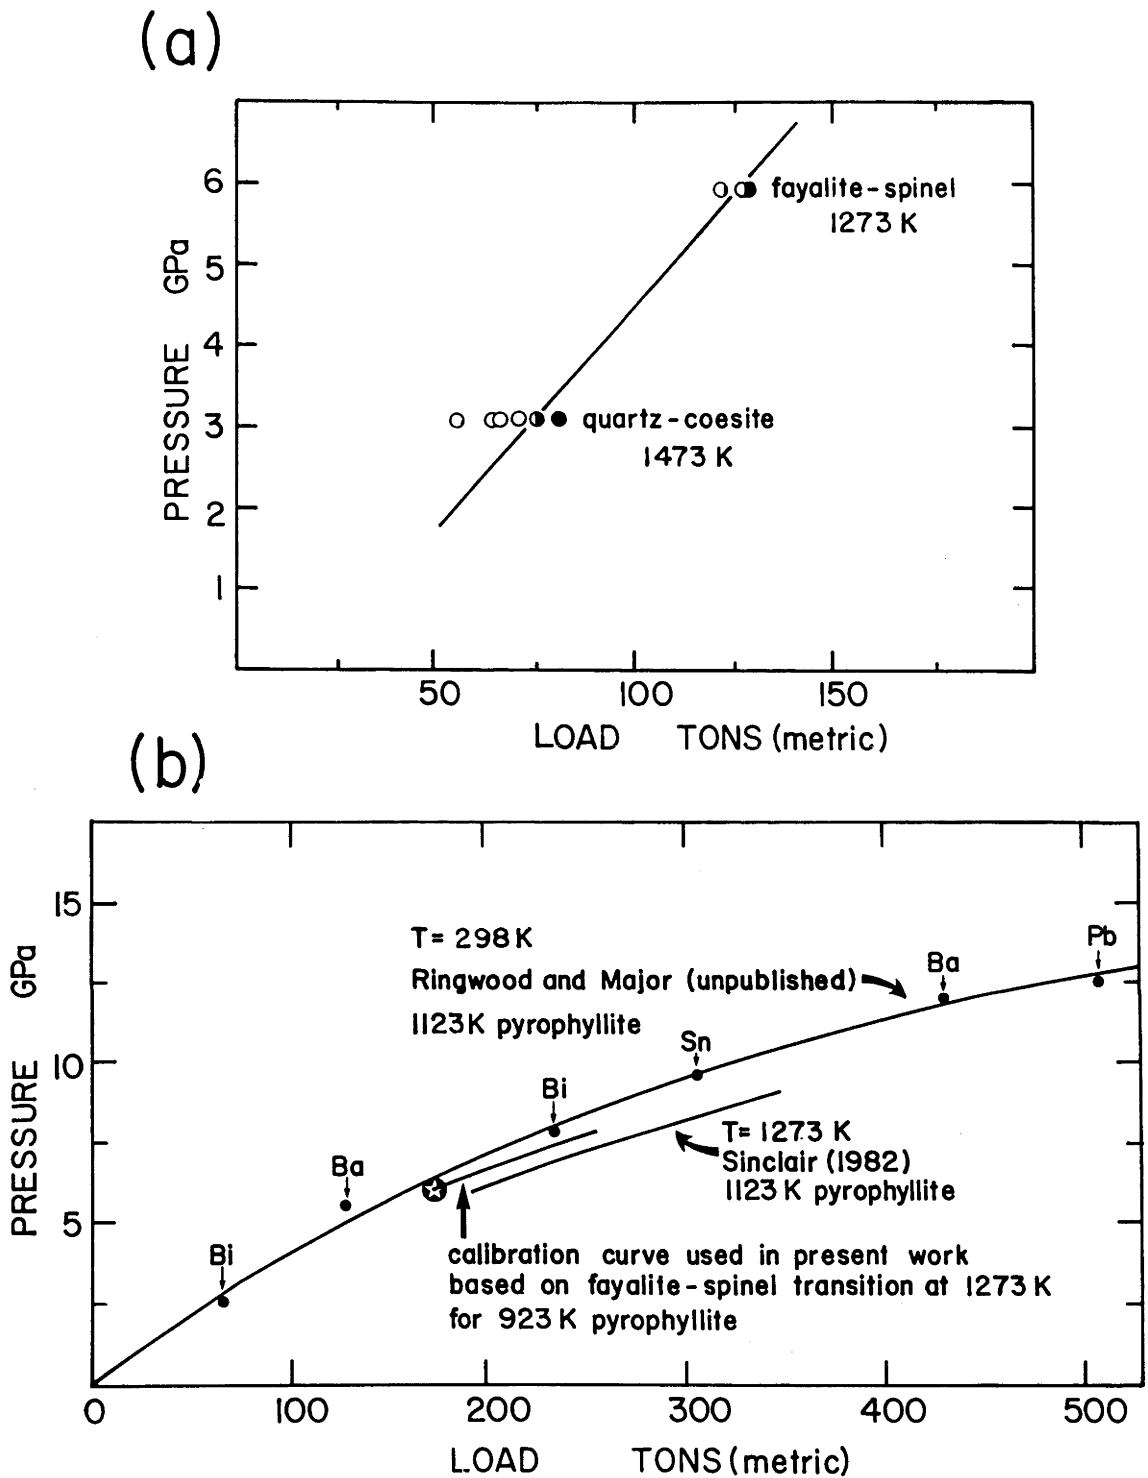 (a)
6
5
4
3
2
1
PRESSURE GPa
fayalite-spinel
1273 K
quartz-coesite
1473 K
50 100 150
LOAD TONS (metric)
(b)
15
10
5
PRESSURE GPa
T= 298 K
Ringwood and Major (unpublished)
1123K pyrophyllite
Bi
Ba
Bi
Sn
Ba
Pb
T= 1273 K
Sinclair (1982)
1123 K pyrophyllite
calibration curve used in present work
based on fayalite-spinel transition at 1273 K
for 923 K pyrophyllite
0 100 200 300 400 500
LOAD TONS (metric)